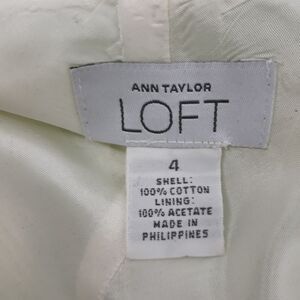 ANN TAYLOR
LOFT
4
SHELL:
100% COTTON
LINING:
100% ACETATE
MADE IN
PHILIPPINES